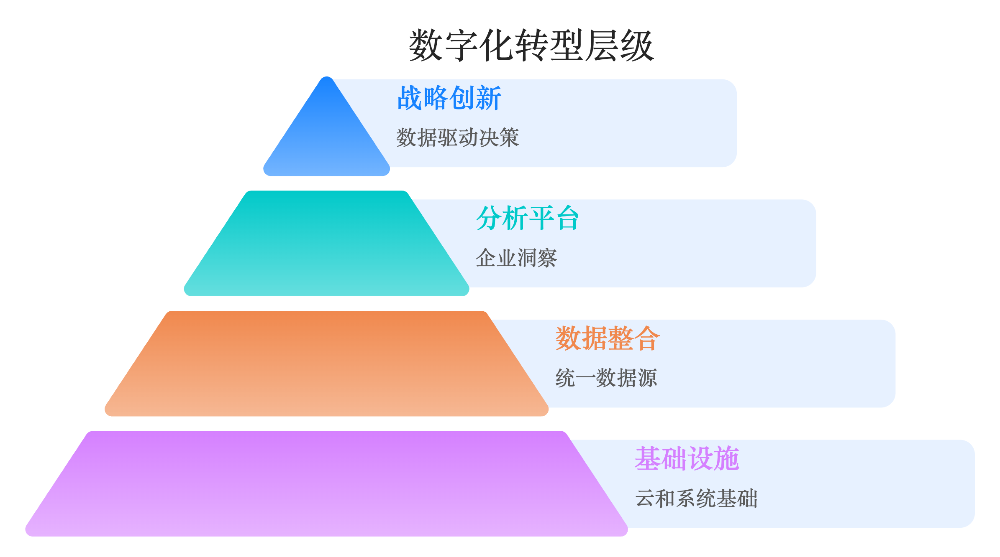 数字化转型层级
战略创新
数据驱动决策
分析平台
企业洞察
数据整合
统一数据源
基础设施
云和系统基础